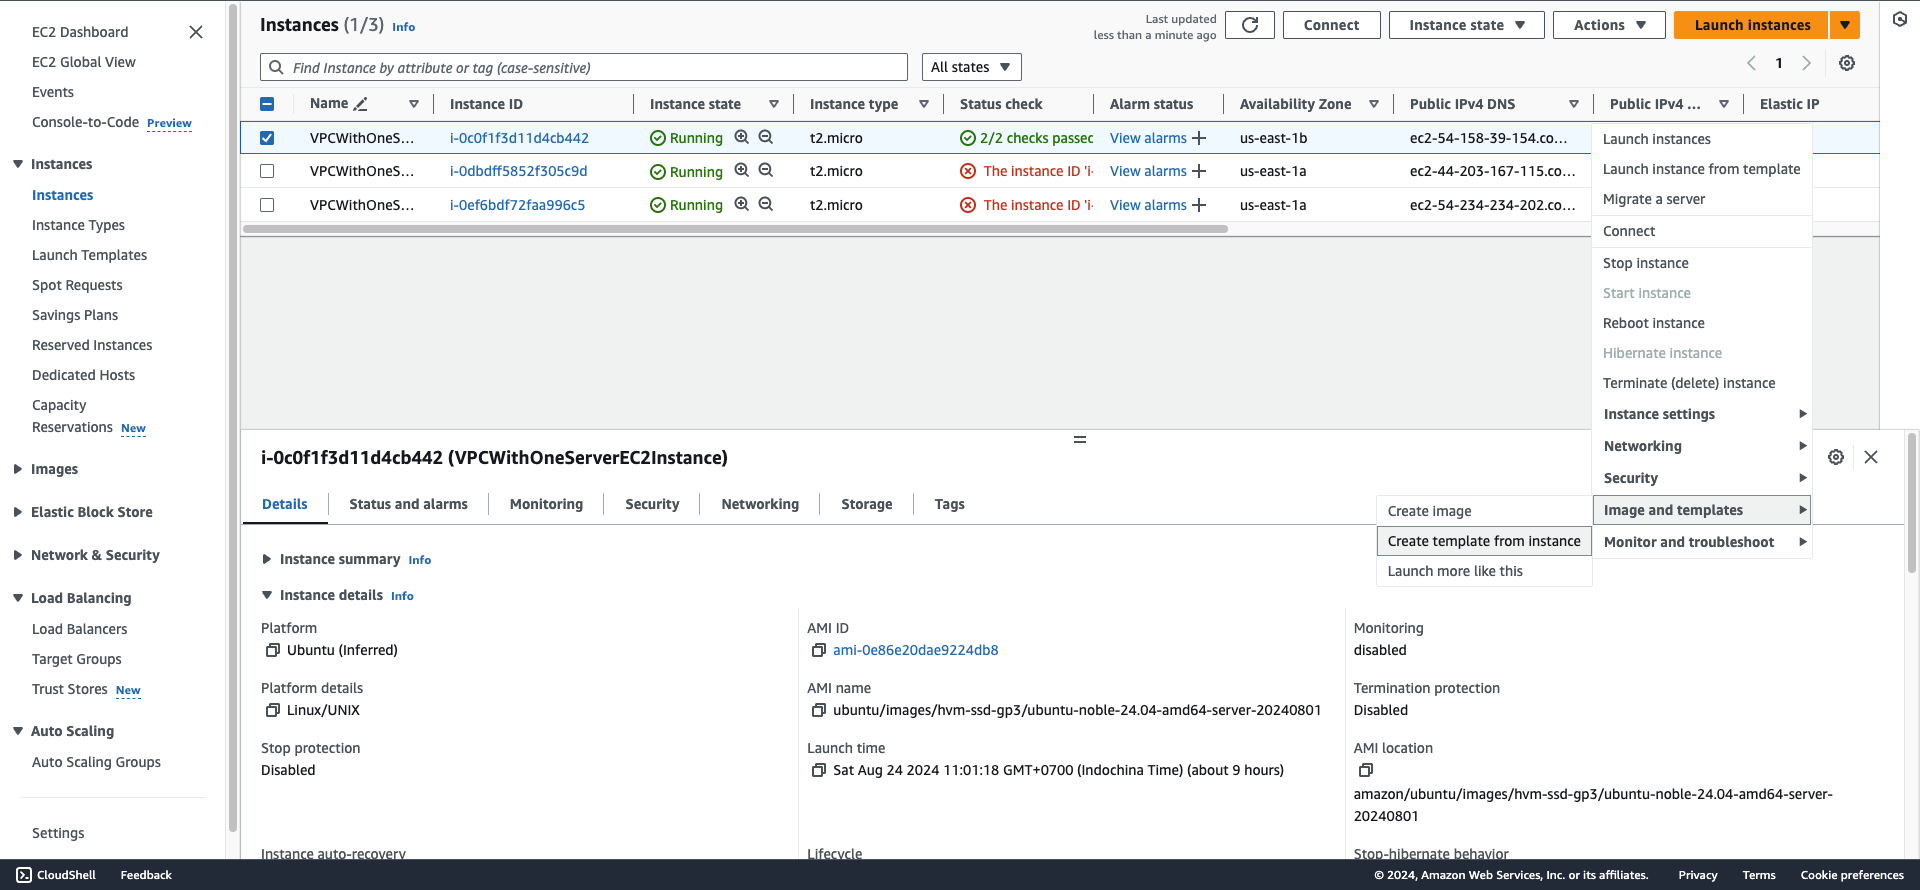 EC2 Dashboard
EC2 Global View
Events
Console-to-Code Preview
Instances
Instances
Instance Types
Launch Templates
Spot Requests
Savings Plans
Reserved Instances
Dedicated Hosts
Capacity
Reservations New
Images
Elastic Block Store
Network & Security
Load Balancing
Load Balancers
Target Groups
Trust Stores New
Auto Scaling
Auto Scaling Groups
Settings
Instances (1/3) Info
Last updated
less than a minute ago
Connect
Instance state
Actions
Launch instances
Find Instance by attribute or tag (case-sensitive)
All states
1
Name Instance ID Instance state Instance type Status check Alarm status Availability Zone Public IPv4 DNS Public IPv4 ... Elastic IP
VPCWithOneS... i-0c0f1f3d11d4cb442 Running t2.micro 2/2 checks passed View alarms us-east-1b ec2-54-158-39-154.co...
VPCWithOneS... i-0dbdff5852f305c9d Running t2.micro The instance ID 'i- View alarms us-east-1a ec2-44-203-167-115.co...
VPCWithOneS... i-0ef6bdf72faa996c5 Running t2.micro The instance ID 'i- View alarms us-east-1a ec2-54-234-234-202.co...
Launch instances
Launch instance from template
Migrate a server
Connect
Stop instance
Start instance
Reboot instance
Hibernate instance
Terminate (delete) instance
Instance settings
Networking
Security
Image and templates
Monitor and troubleshoot
Create image
Create template from instance
Launch more like this
i-0c0f1f3d11d4cb442 (VPCWithOneServerEC2Instance)
Details Status and alarms Monitoring Security Networking Storage Tags
Instance summary Info
Instance details Info
Platform
Ubuntu (Inferred)
AMI ID
ami-0e86e20dae9224db8
Monitoring
disabled
Platform details
Linux/UNIX
AMI name
ubuntu/images/hvm-ssd-gp3/ubuntu-noble-24.04-amd64-server-20240801
Termination protection
Disabled
Stop protection
Disabled
Launch time
Sat Aug 24 2024 11:01:18 GMT+0700 (Indochina Time) (about 9 hours)
AMI location
amazon/ubuntu/images/hvm-ssd-gp3/ubuntu-noble-24.04-amd64-server-
20240801
Instance auto-recovery
Lifecycle
Stop-hibernate behavior
CloudShell Feedback
© 2024, Amazon Web Services, Inc. or its affiliates. Privacy Terms Cookie preferences